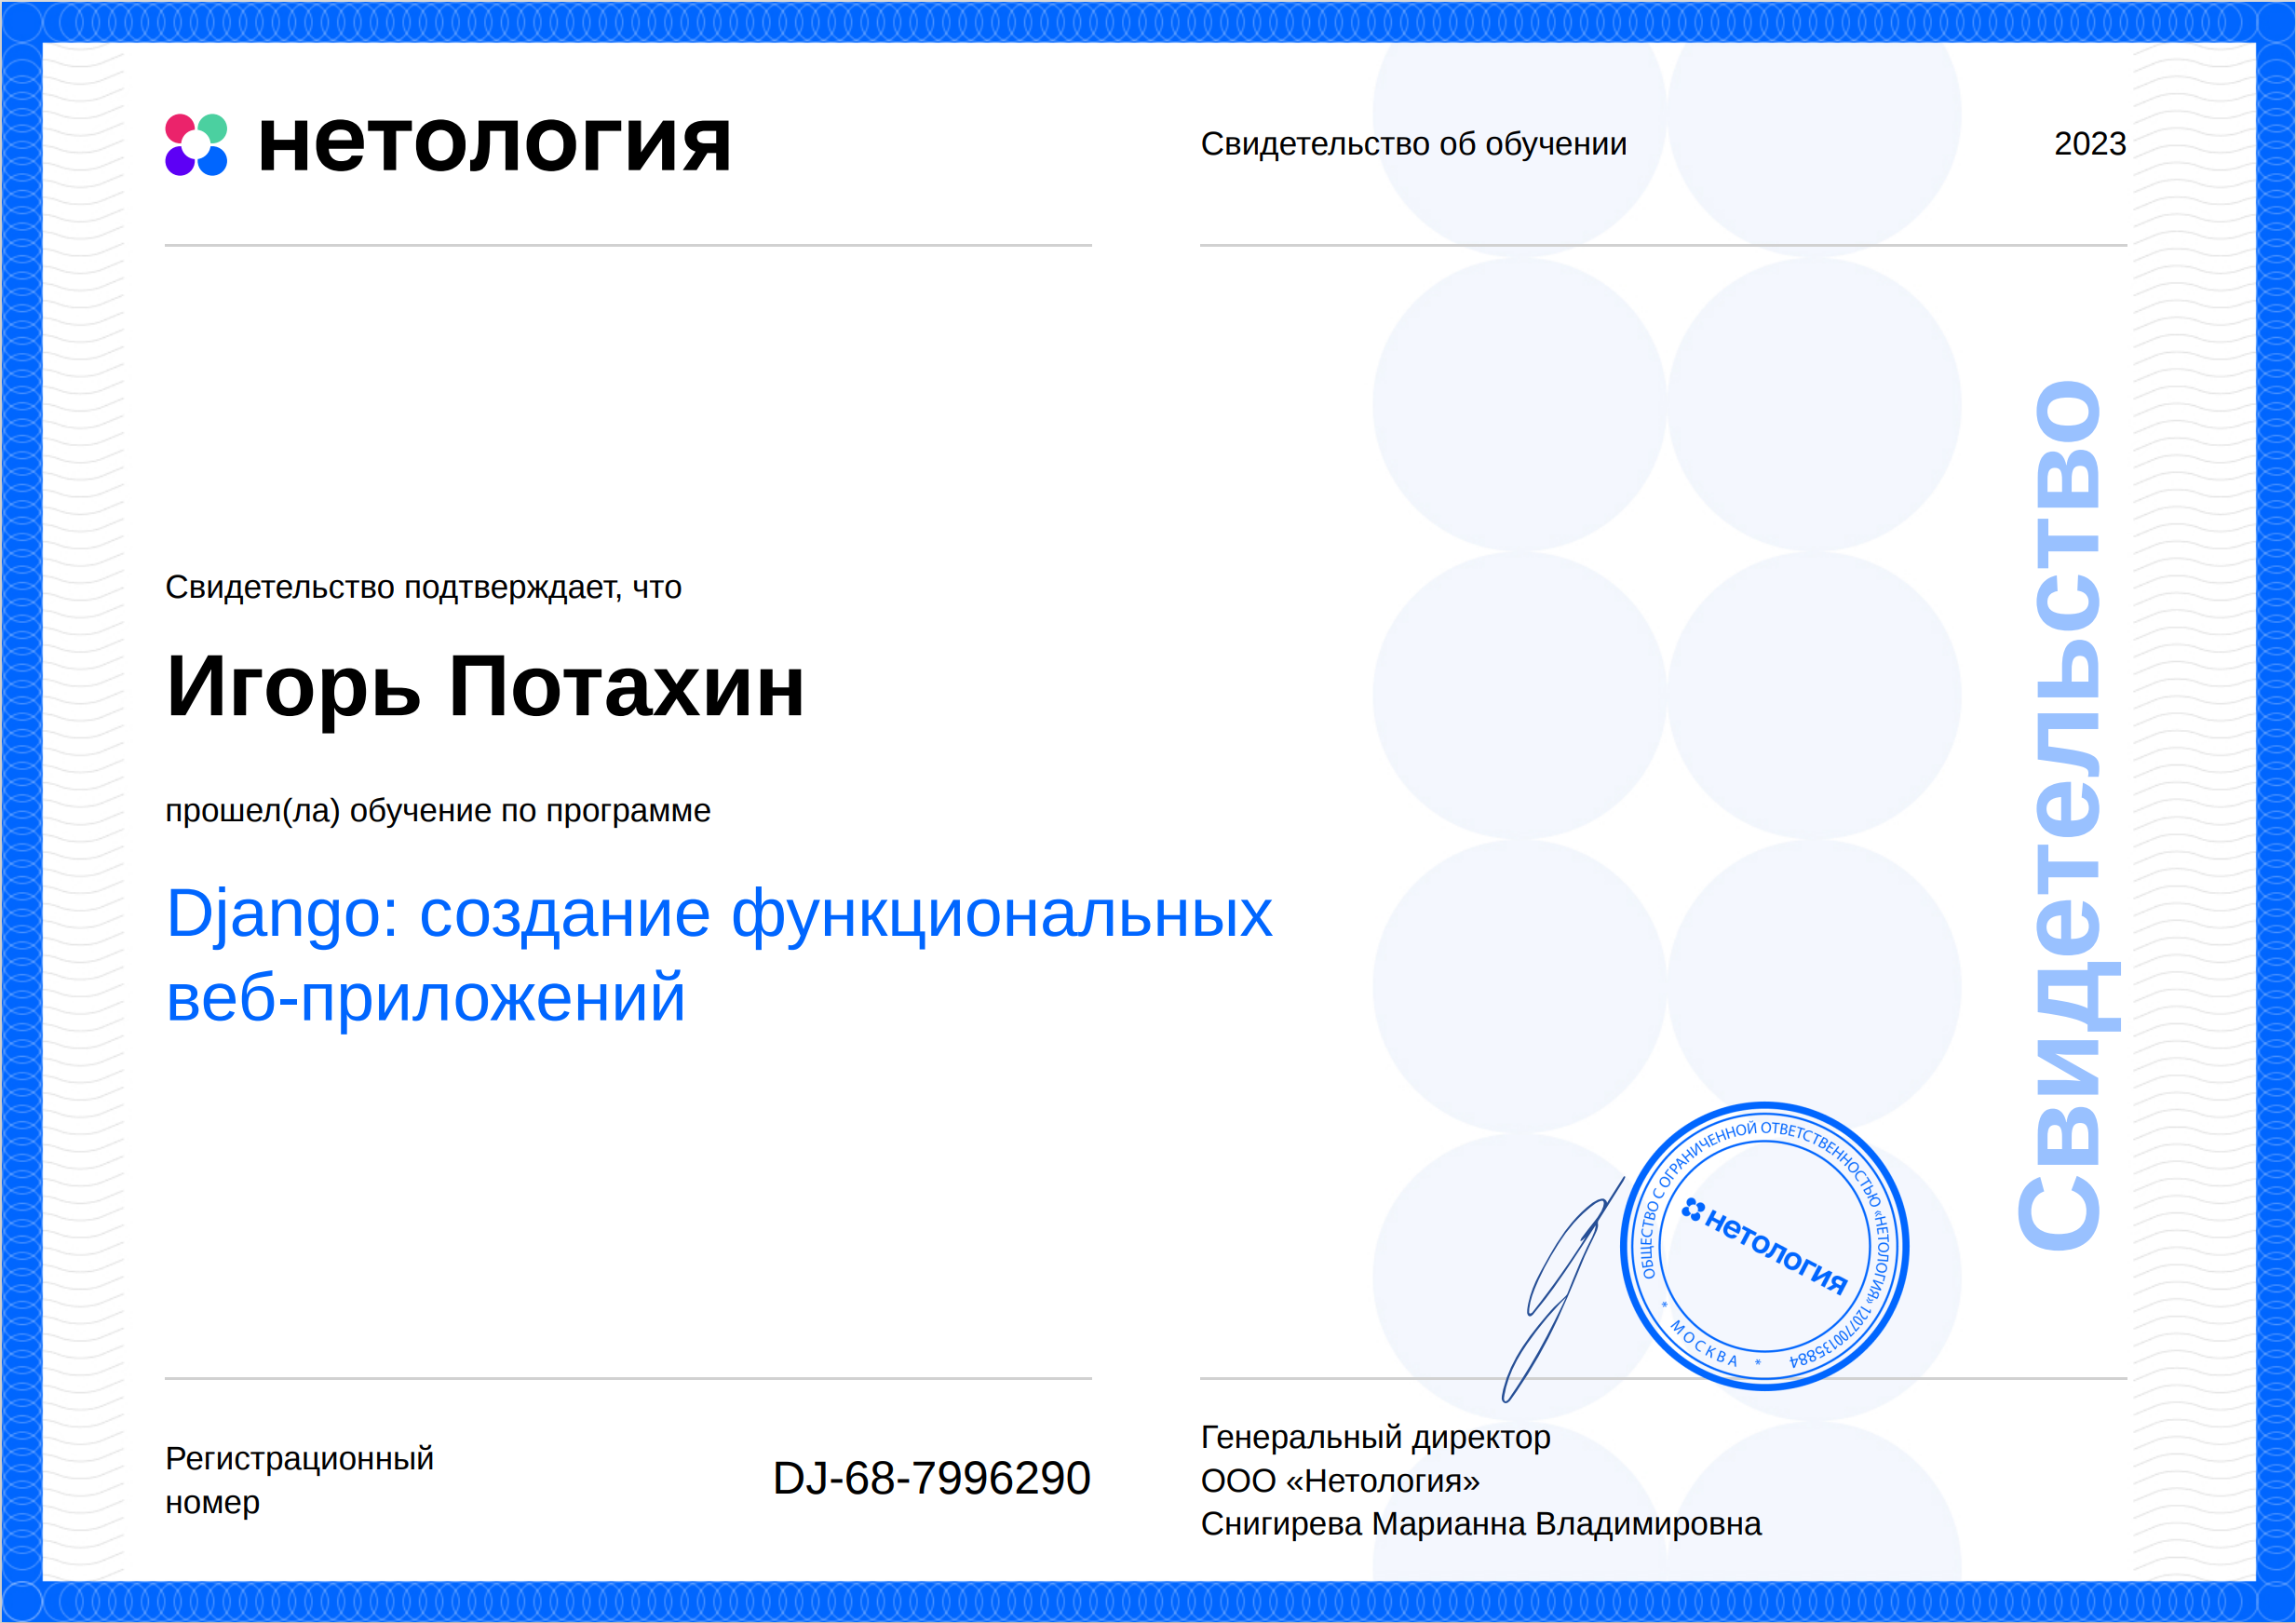 нетология
Свидетельство об обучении
2023
Свидетельство подтверждает, что
Игорь Потахин
прошел(ла) обучение по программе
Django: создание функциональных
веб-приложений
Свидетельство
ОБЩЕСТВО С ОГРАНИЧЕННОЙ ОТВЕТСТВЕННОСТЬЮ «НЕТОЛОГИЯ» 1207700135884
* МОСКВА *
нетология
Регистрационный
номер
DJ-68-7996290
Генеральный директор
ООО «Нетология»
Снигирева Марианна Владимировна